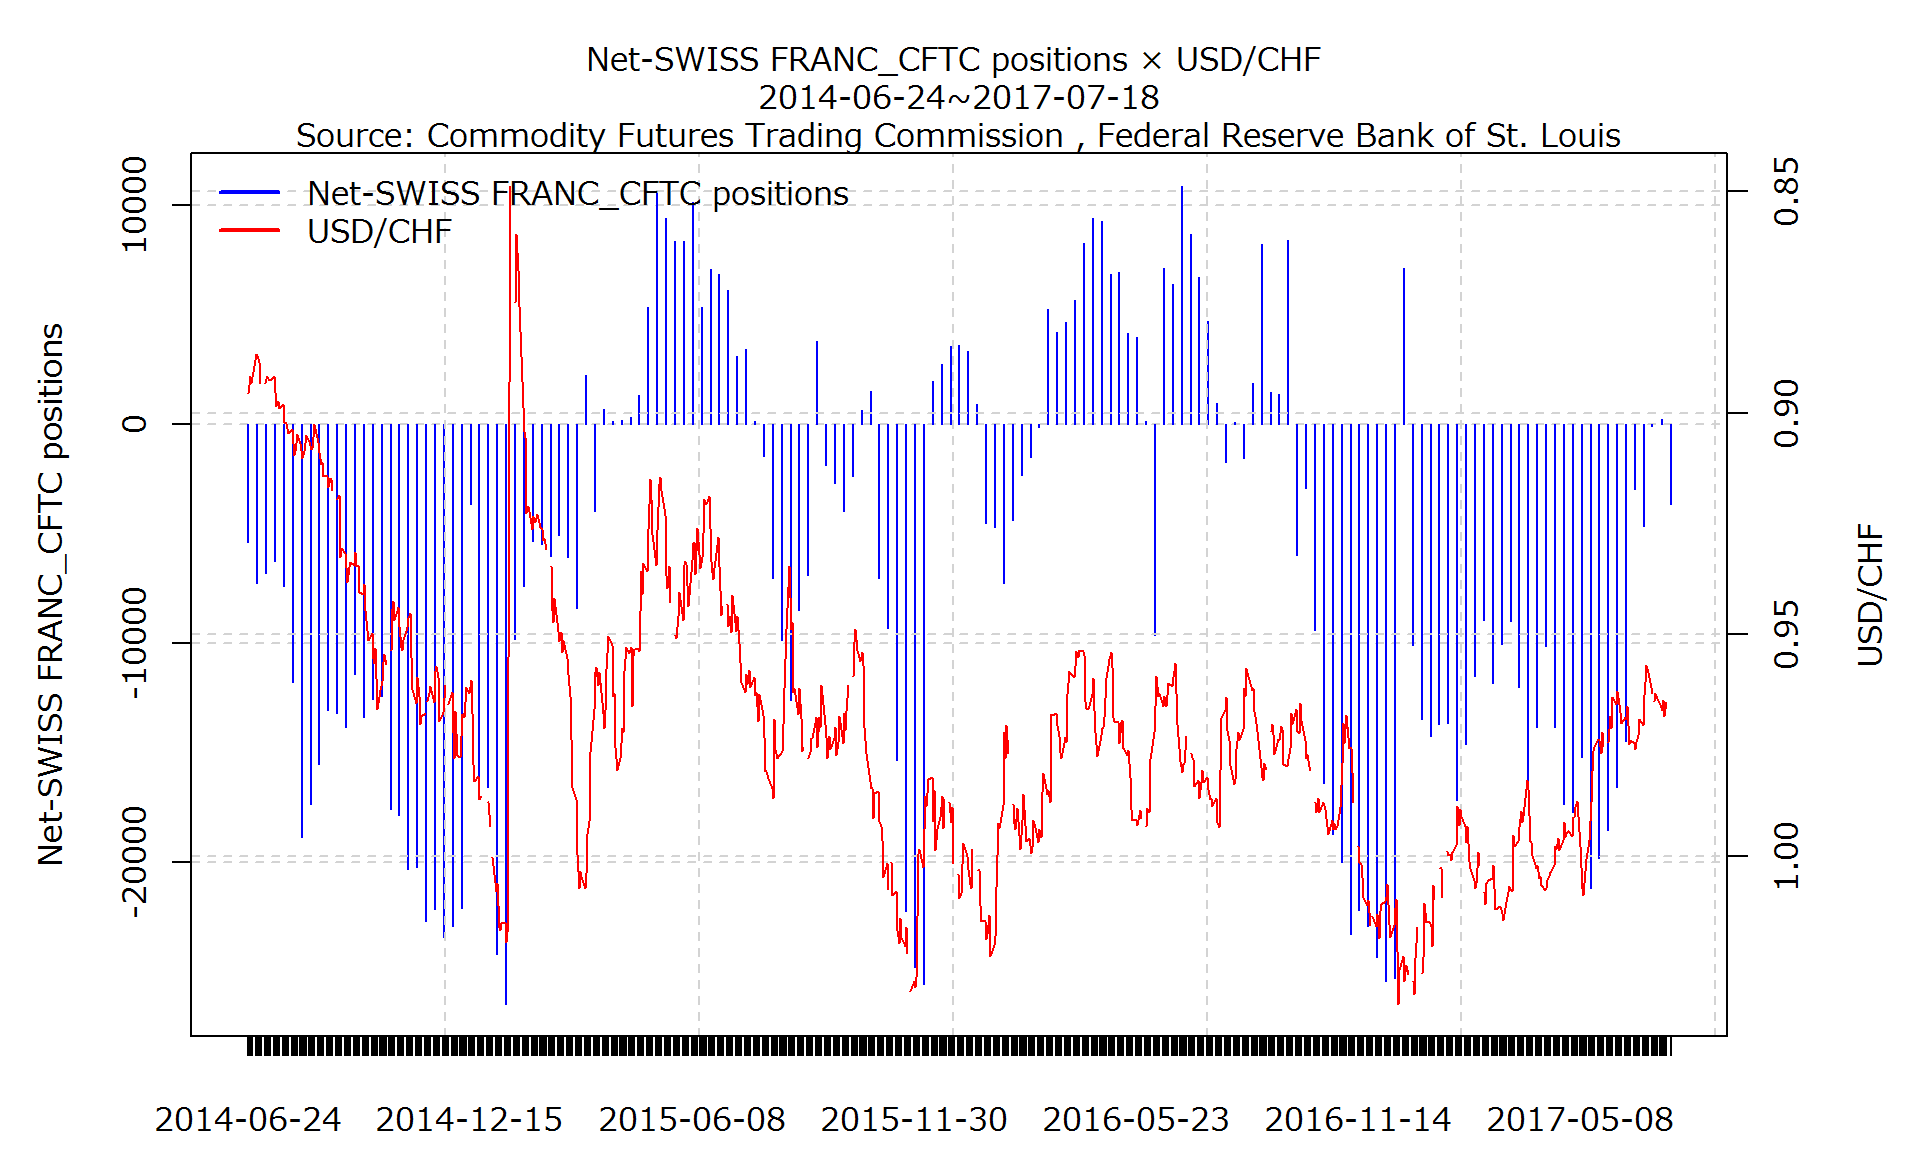 Net-SWISS FRANC_CFTC positions × USD/CHF
2014-06-24~2017-07-18
Source: Commodity Futures Trading Commission , Federal Reserve Bank of St. Louis
Net-SWISS FRANC_CFTC positions
USD/CHF
10000
0
-10000
-20000
Net-SWISS FRANC_CFTC positions
0.85
0.90
0.95
1.00
USD/CHF
2014-06-24
2014-12-15
2015-06-08
2015-11-30
2016-05-23
2016-11-14
2017-05-08